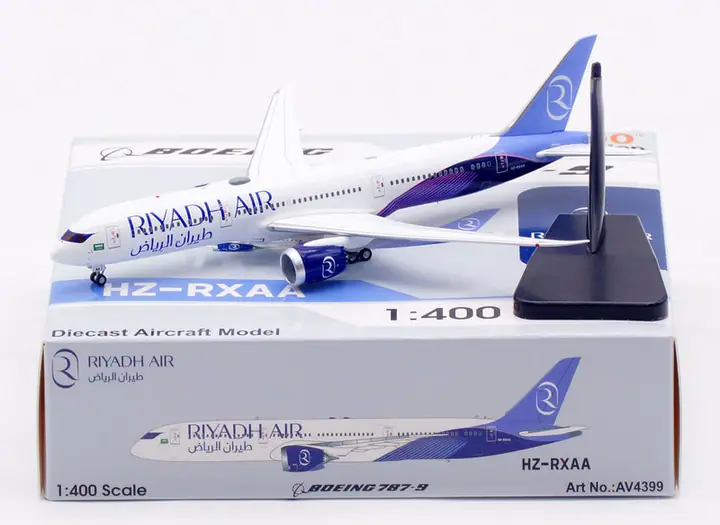 BOEING
RIYADH AIR
طيران الرياض
HZ-RXAA
1:400
Diecast Aircraft Model
RIYADH AIR
طيران الرياض
RIYADH AIR
طيران الرياض
HZ-RXAA
1:400 Scale
BOEING 787-9
Art No.:AV4399